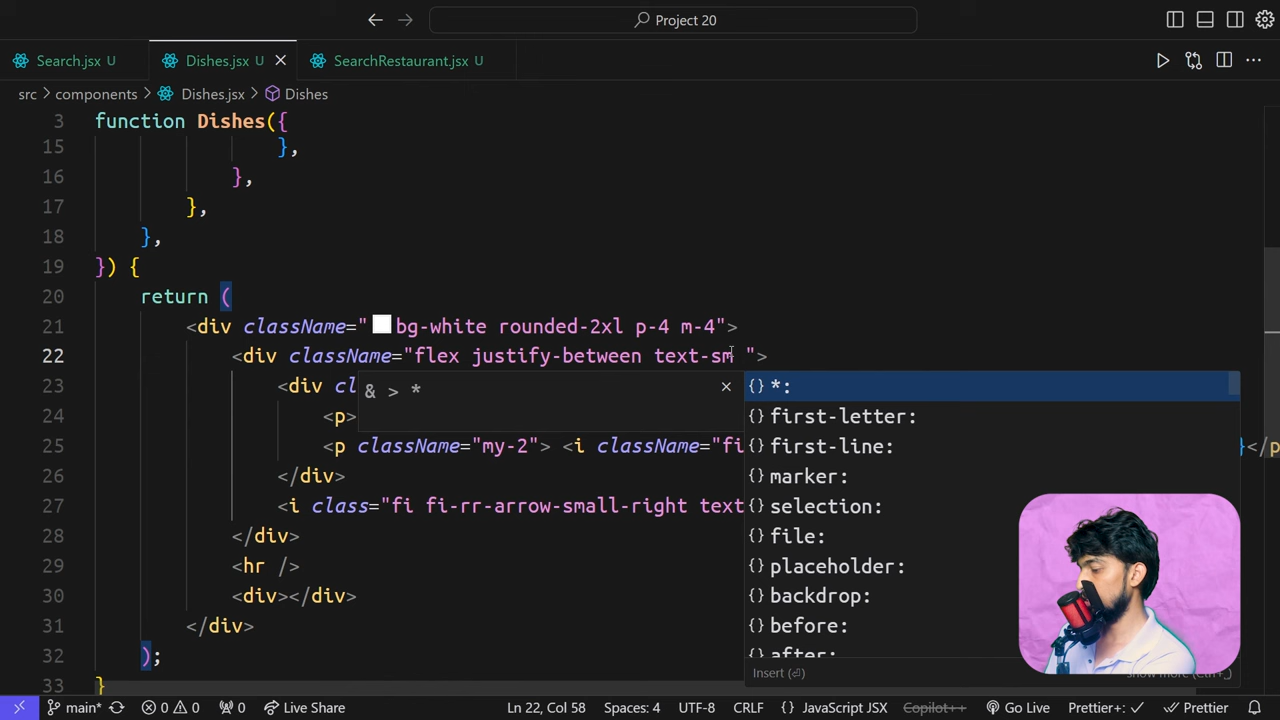 Project 20
Search.jsx U
Dishes.jsx U
SearchRestaurant.jsx U
src > components > Dishes.jsx > Dishes
3 function Dishes({
15 },
16 },
17 },
18 },
19 }) {
20 return (
21 <div className=" bg-white rounded-2xl p-4 m-4">
22 <div className="flex justify-between text-sm ">
23 <div cl
& > *
*:
24 <p>
first-letter:
25 <p className="my-2"> <i className="fi
first-line:
}</p
26 </div>
marker:
27 <i class="fi fi-rr-arrow-small-right text
selection:
28 </div>
file:
29 <hr />
placeholder:
30 <div></div>
backdrop:
31 </div>
before:
32 );
after:
Insert (⏎)
33 }
main* 0 0 0 Live Share Ln 22, Col 58 Spaces: 4 UTF-8 CRLF {} JavaScript JSX Copilot++ Go Live Prettier+: ✓ Prettier